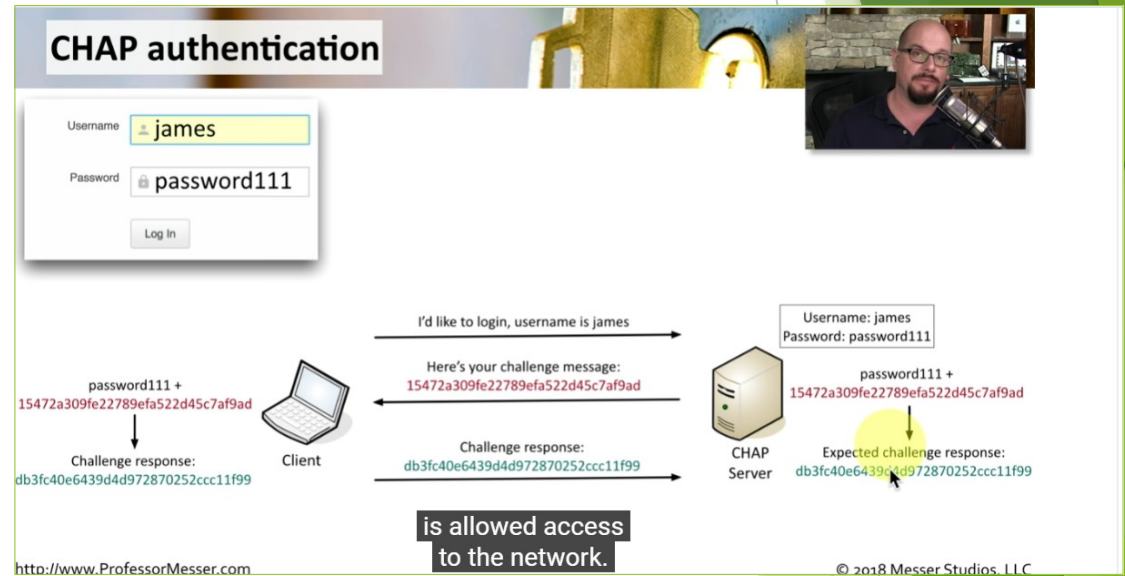 CHAP authentication
Username
james
Password
password111
Log In
I'd like to login, username is james
Username: james
Password: password111
Here's your challenge message:
15472a309fe22789efa522d45c7af9ad
password111 +
15472a309fe22789efa522d45c7af9ad
password111 +
15472a309fe22789efa522d45c7af9ad
Challenge response:
db3fc40e6439d4d972870252ccc11f99
Client
Challenge response:
db3fc40e6439d4d972870252ccc11f99
CHAP
Server
Expected challenge response:
db3fc40e6439d4d972870252ccc11f99
is allowed access
to the network.
http://www.ProfessorMesser.com
© 2018 Messer Studios, LLC